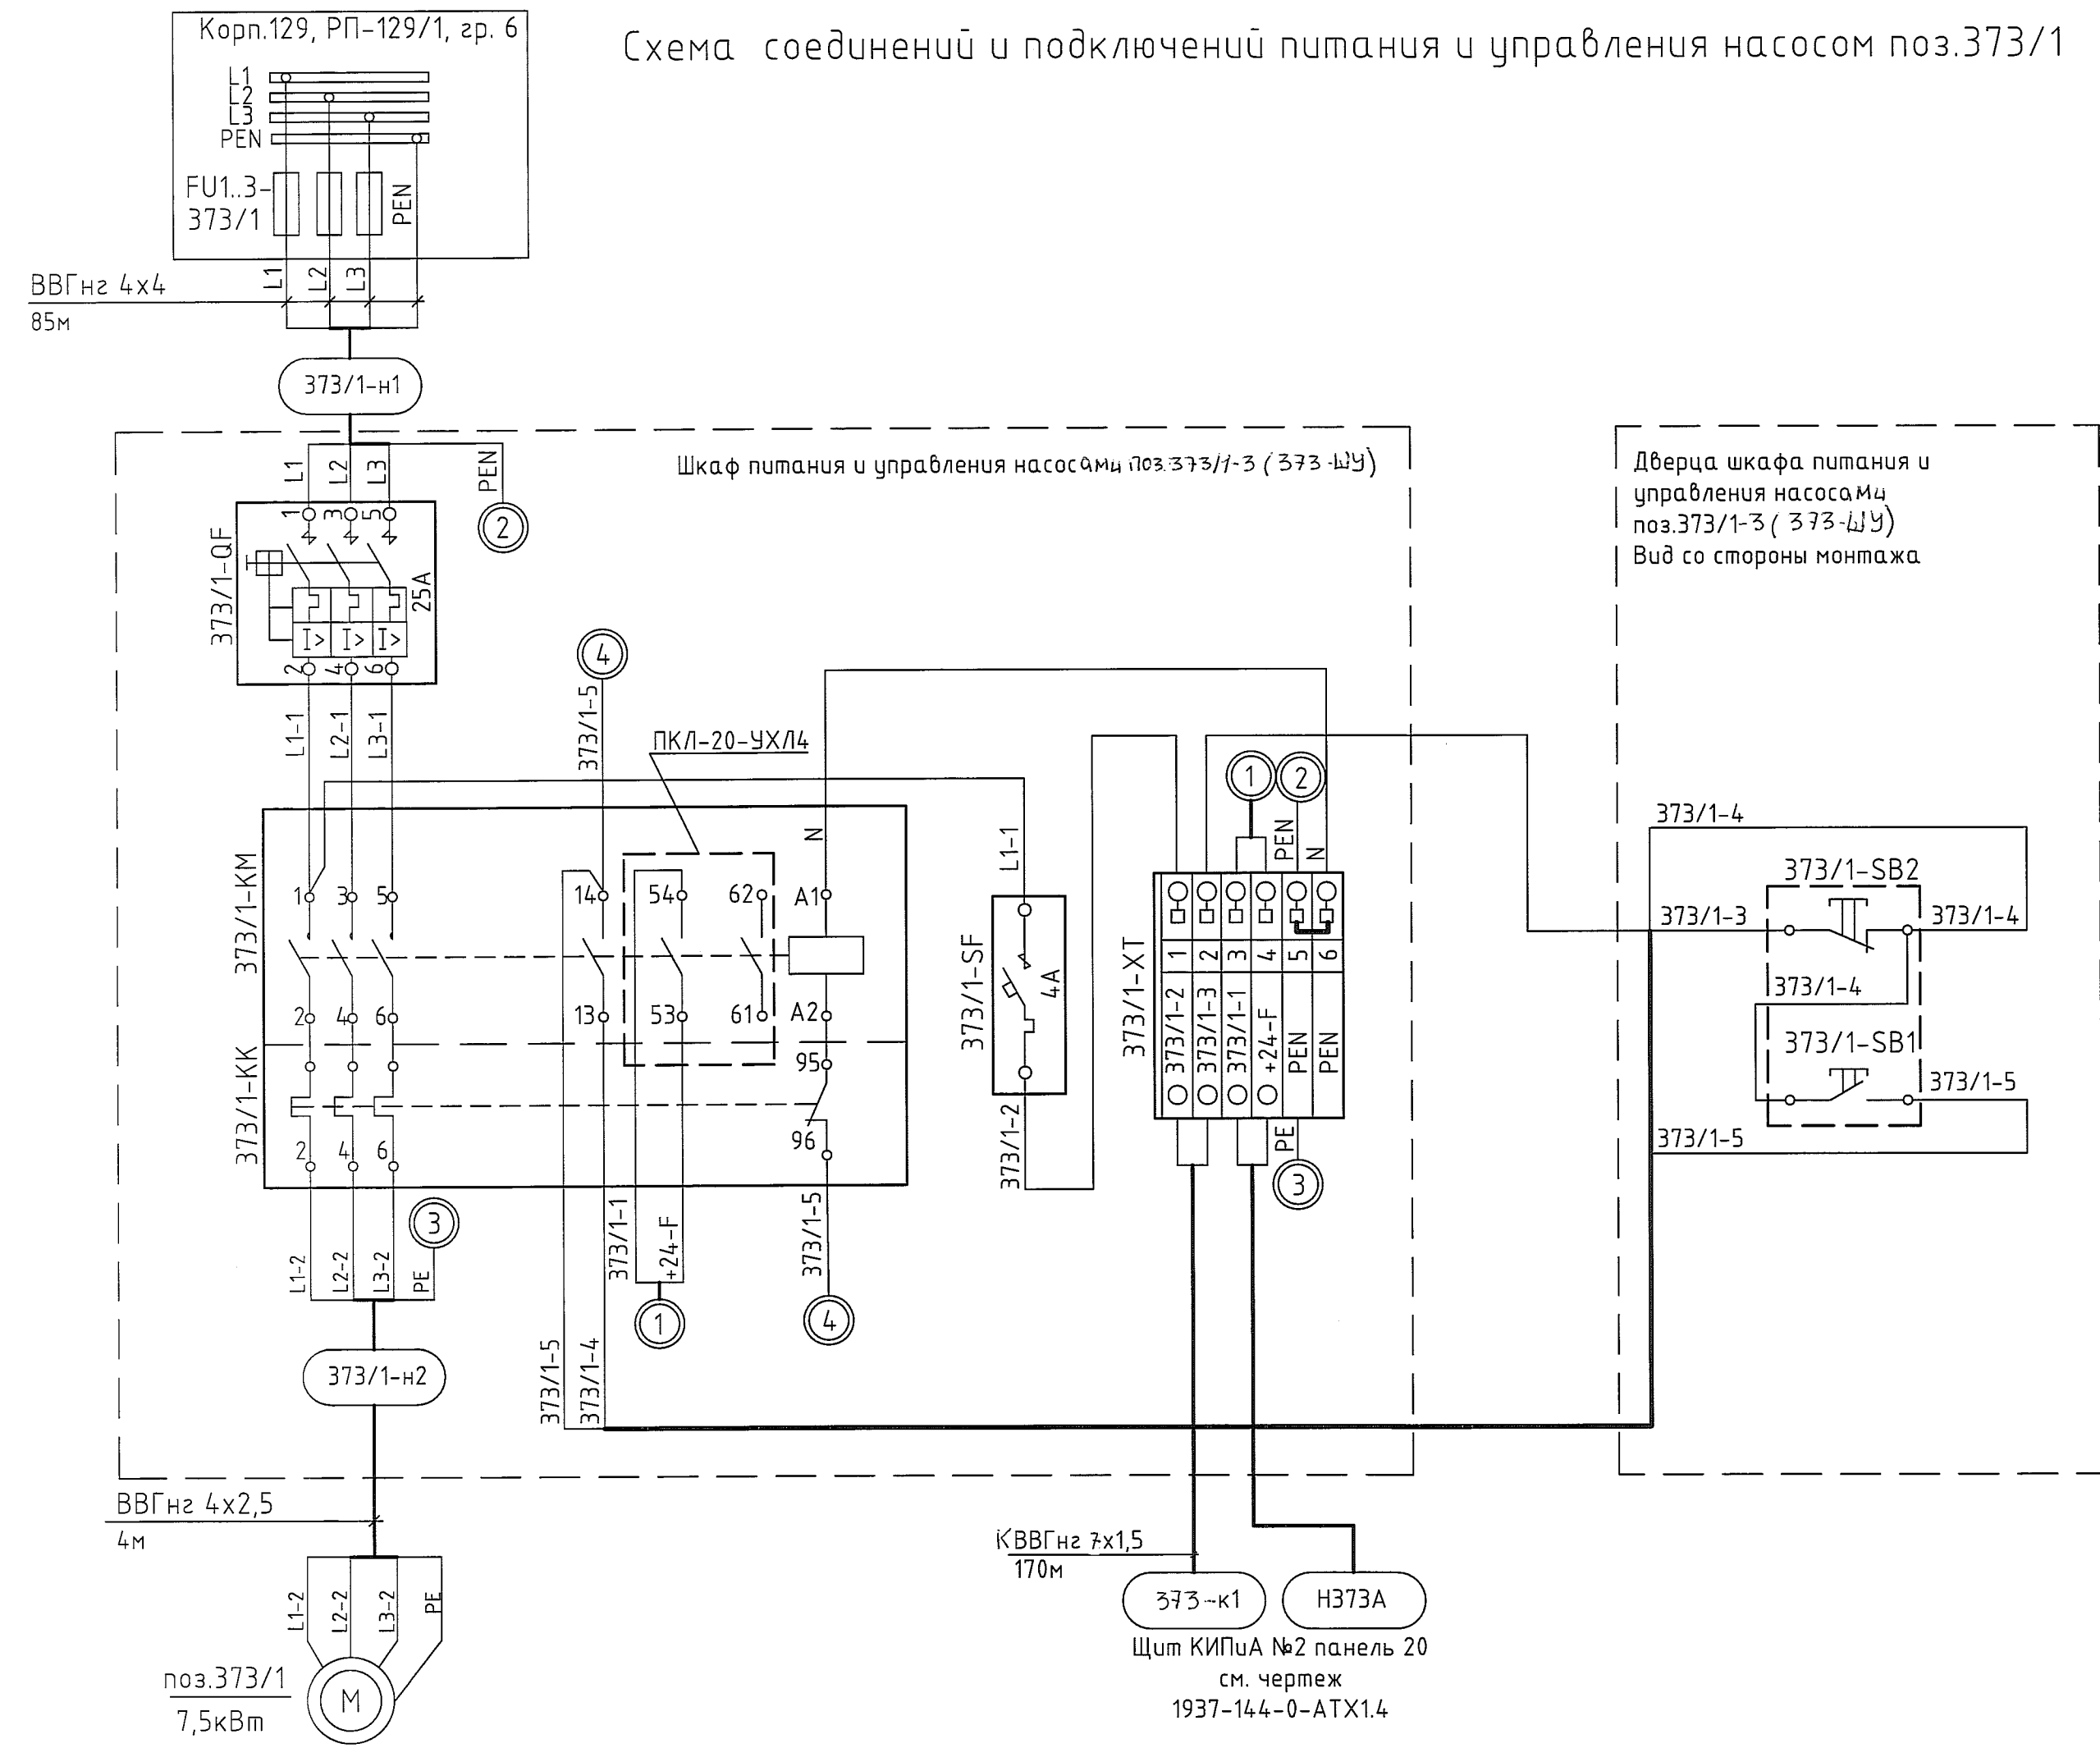 Схема соединений и подключений питания и управления насосом поз.373/1
Корп.129, РП-129/1, гр. 6
L1
L2
L3
PEN
FU1..3-
373/1
PEN
L1
L2
L3
ВВГнг 4х4
85м
373/1-н1
Шкаф питания и управления насосами поз.373/1-3 (373-ШУ)
L1
L2
L3
PEN
2
373/1-QF
1
3
5
25А
I>
I>
I>
2
4
6
L1-1
L2-1
L3-1
4
373/1-5
ПКЛ-20-УХЛ4
373/1-КМ
1
3
5
14
54
62
А1
N
2
4
6
13
53
61
А2
373/1-КК
95
96
2
4
6
L1-2
L2-2
L3-2
PE
3
373/1-1
+24-F
1
373/1-5
4
373/1-5
373/1-4
373/1-н2
ВВГнг 4х2,5
4м
L1-2
L2-2
L3-2
PE
поз.373/1
7,5кВт
М
L1-1
373/1-SF
4А
373/1-2
1
2
PEN
N
373/1-ХТ
1
2
3
4
5
6
373/1-2
373/1-3
373/1-1
+24-F
PEN
PEN
PE
3
КВВГнг 7х1,5
170м
373-к1
Н373А
Щит КИПиА №2 панель 20
см. чертеж
1937-144-0-АТХ1.4
Дверца шкафа питания и
управления насосами
поз.373/1-3 (373-ШУ)
Вид со стороны монтажа
373/1-4
373/1-SB2
373/1-3
373/1-4
373/1-4
373/1-SB1
373/1-5
373/1-5